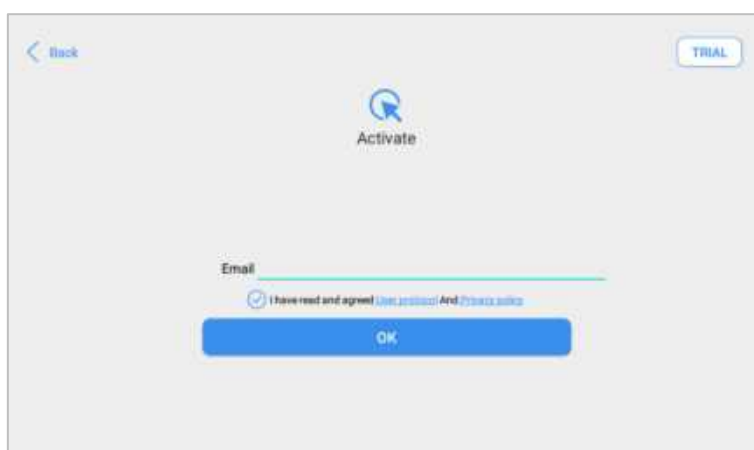 Back
TRIAL
Activate
Email
I have read and agreed User protocol And Privacy policy
OK